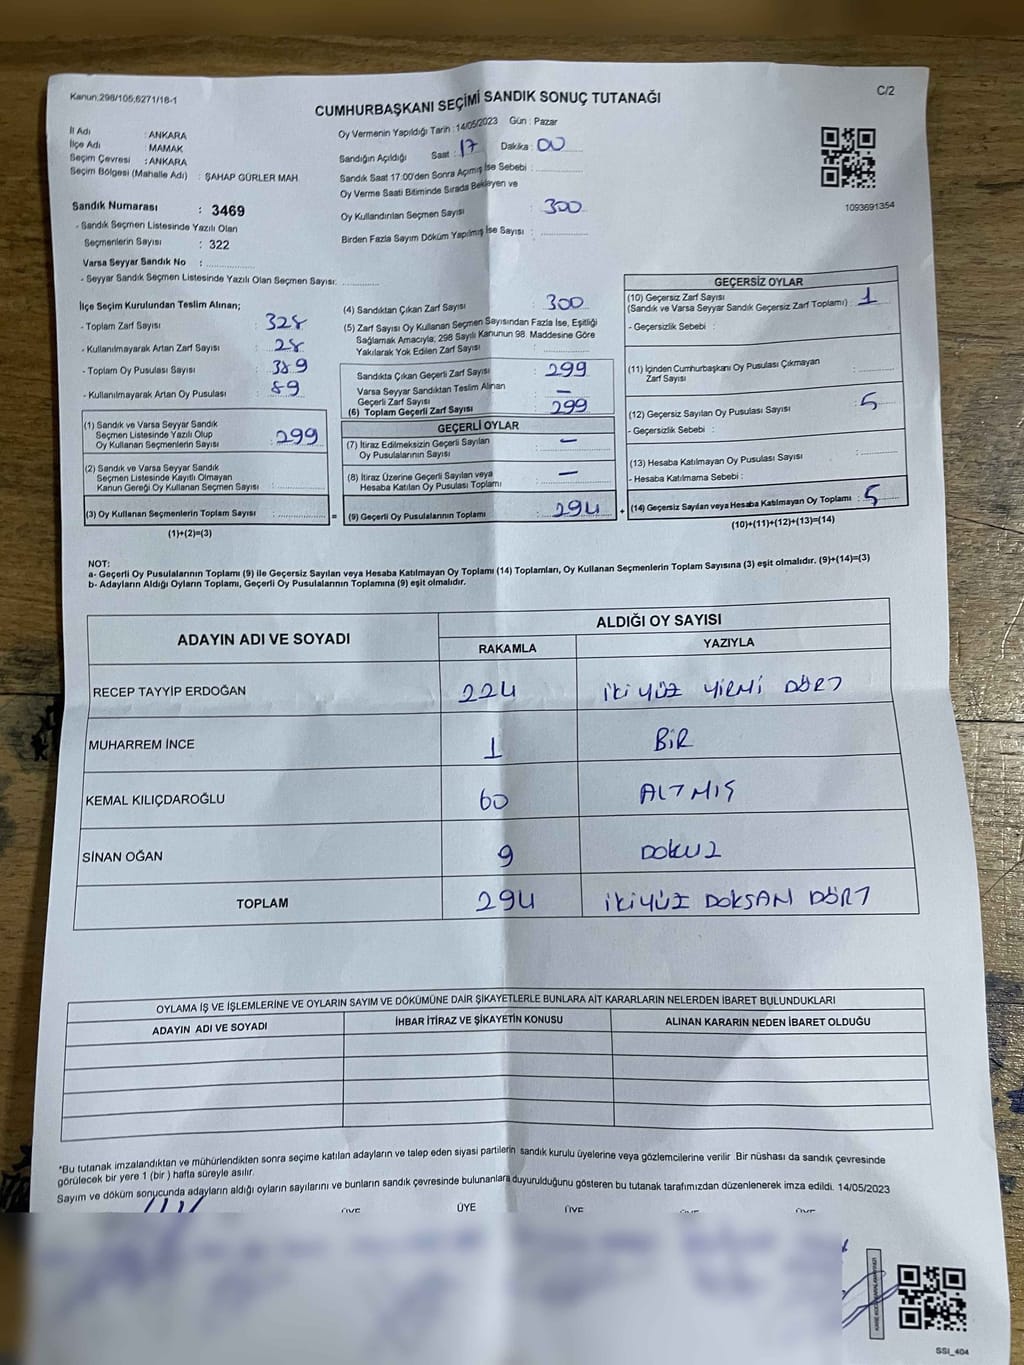 Kanun:298/105;6271/18-1
C/2
CUMHURBAŞKANI SEÇİMİ SANDIK SONUÇ TUTANAĞI
İl Adı : ANKARA
İlçe Adı : MAMAK
Seçim Çevresi : ANKARA
Seçim Bölgesi (Mahalle Adı) : ŞAHAP GÜRLER MAH.
Sandık Numarası : 3469
- Sandık Seçmen Listesinde Yazılı Olan
Seçmenlerin Sayısı : 322
Varsa Seyyar Sandık No :
- Seyyar Sandık Seçmen Listesinde Yazılı Olan Seçmen Sayısı:
Oy Vermenin Yapıldığı Tarih : 14/05/2023 Gün : Pazar
Sandığın Açıldığı Saat : 17 Dakika : 00
Sandık Saat 17.00'den Sonra Açımış İse Sebebi :
Oy Verme Saati Bitiminde Sırada Bekleyen ve
Oy Kullandırılan Seçmen Sayısı : 300
Birden Fazla Sayım Döküm Yapılmış İse Sayısı :
1093691354
İlçe Seçim Kurulundan Teslim Alınan;
- Toplam Zarf Sayısı : 328
- Kullanılmayarak Artan Zarf Sayısı : 28
- Toplam Oy Pusulası Sayısı : 389
- Kullanılmayarak Artan Oy Pusulası : 89
(1) Sandık ve Varsa Seyyar Sandık
Seçmen Listesinde Yazılı Olup
Oy Kullanan Seçmenlerin Sayısı : 299
(2) Sandık ve Varsa Seyyar Sandık
Seçmen Listesinde Kayıtlı Olmayan
Kanun Gereği Oy Kullanan Seçmen Sayısı :
(3) Oy Kullanan Seçmenlerin Toplam Sayısı :
(1)+(2)=(3)
=
(4) Sandıktan Çıkan Zarf Sayısı : 300
(5) Zarf Sayısı Oy Kullanan Seçmen Sayısından Fazla İse, Eşitliği
Sağlamak Amacıyla; 298 Sayılı Kanunun 98. Maddesine Göre
Yakılarak Yok Edilen Zarf Sayısı :
Sandıkta Çıkan Geçerli Zarf Sayısı : 299
Varsa Seyyar Sandıktan Teslim Alınan
Geçerli Zarf Sayısı : —
(6) Toplam Geçerli Zarf Sayısı : 299
GEÇERLİ OYLAR
(7) İtiraz Edilmeksizin Geçerli Sayılan
Oy Pusulalarının Sayısı : —
(8) İtiraz Üzerine Geçerli Sayılan veya
Hesaba Katılan Oy Pusulası Toplamı : —
(9) Geçerli Oy Pusulalarının Toplamı : 294
+
GEÇERSİZ OYLAR
(10) Geçersiz Zarf Sayısı
(Sandık ve Varsa Seyyar Sandık Geçersiz Zarf Toplamı) : 1
- Geçersizlik Sebebi :
(11) İçinden Cumhurbaşkanı Oy Pusulası Çıkmayan
Zarf Sayısı :
(12) Geçersiz Sayılan Oy Pusulası Sayısı : 5
- Geçersizlik Sebebi :
(13) Hesaba Katılmayan Oy Pusulası Sayısı :
- Hesaba Katılmama Sebebi :
(14) Geçersiz Sayılan veya Hesaba Katılmayan Oy Toplamı : 5
(10)+(11)+(12)+(13)=(14)
NOT:
a- Geçerli Oy Pusulalarının Toplamı (9) ile Geçersiz Sayılan veya Hesaba Katılmayan Oy Toplamı (14) Toplamları, Oy Kullanan Seçmenlerin Toplam Sayısına (3) eşit olmalıdır. (9)+(14)=(3)
b- Adayların Aldığı Oyların Toplamı, Geçerli Oy Pusulalarının Toplamına (9) eşit olmalıdır.
ADAYIN ADI VE SOYADI
ALDIĞI OY SAYISI
RAKAMLA YAZIYLA
RECEP TAYYİP ERDOĞAN 224 İKİ YÜZ YİRMİ DÖRT
MUHARREM İNCE 1 BİR
KEMAL KILIÇDAROĞLU 60 ALTMIŞ
SİNAN OĞAN 9 DOKUZ
TOPLAM 294 İKİYÜZ DOKSAN DÖRT
OYLAMA İŞ VE İŞLEMLERİNE VE OYLARIN SAYIM VE DÖKÜMÜNE DAİR ŞİKAYETLERLE BUNLARA AİT KARARLARIN NELERDEN İBARET BULUNDUKLARI
ADAYIN ADI VE SOYADI İHBAR İTİRAZ VE ŞİKAYETİN KONUSU ALINAN KARARIN NEDEN İBARET OLDUĞU
*Bu tutanak imzalandıktan ve mühürlendikten sonra seçime katılan adayların ve talep eden siyasi partilerin sandık kurulu üyelerine veya gözlemcilerine verilir .Bir nüshası da sandık çevresinde
görülecek bir yere 1 (bir ) hafta süreyle asılır.
Sayım ve döküm sonucunda adayların aldığı oyların sayılarını ve bunların sandık çevresinde bulunanlara duyurulduğunu gösteren bu tutanak tarafımızdan düzenlenerek imza edildi. 14/05/2023
ÜYE ÜYE ÜYE
SSI_404